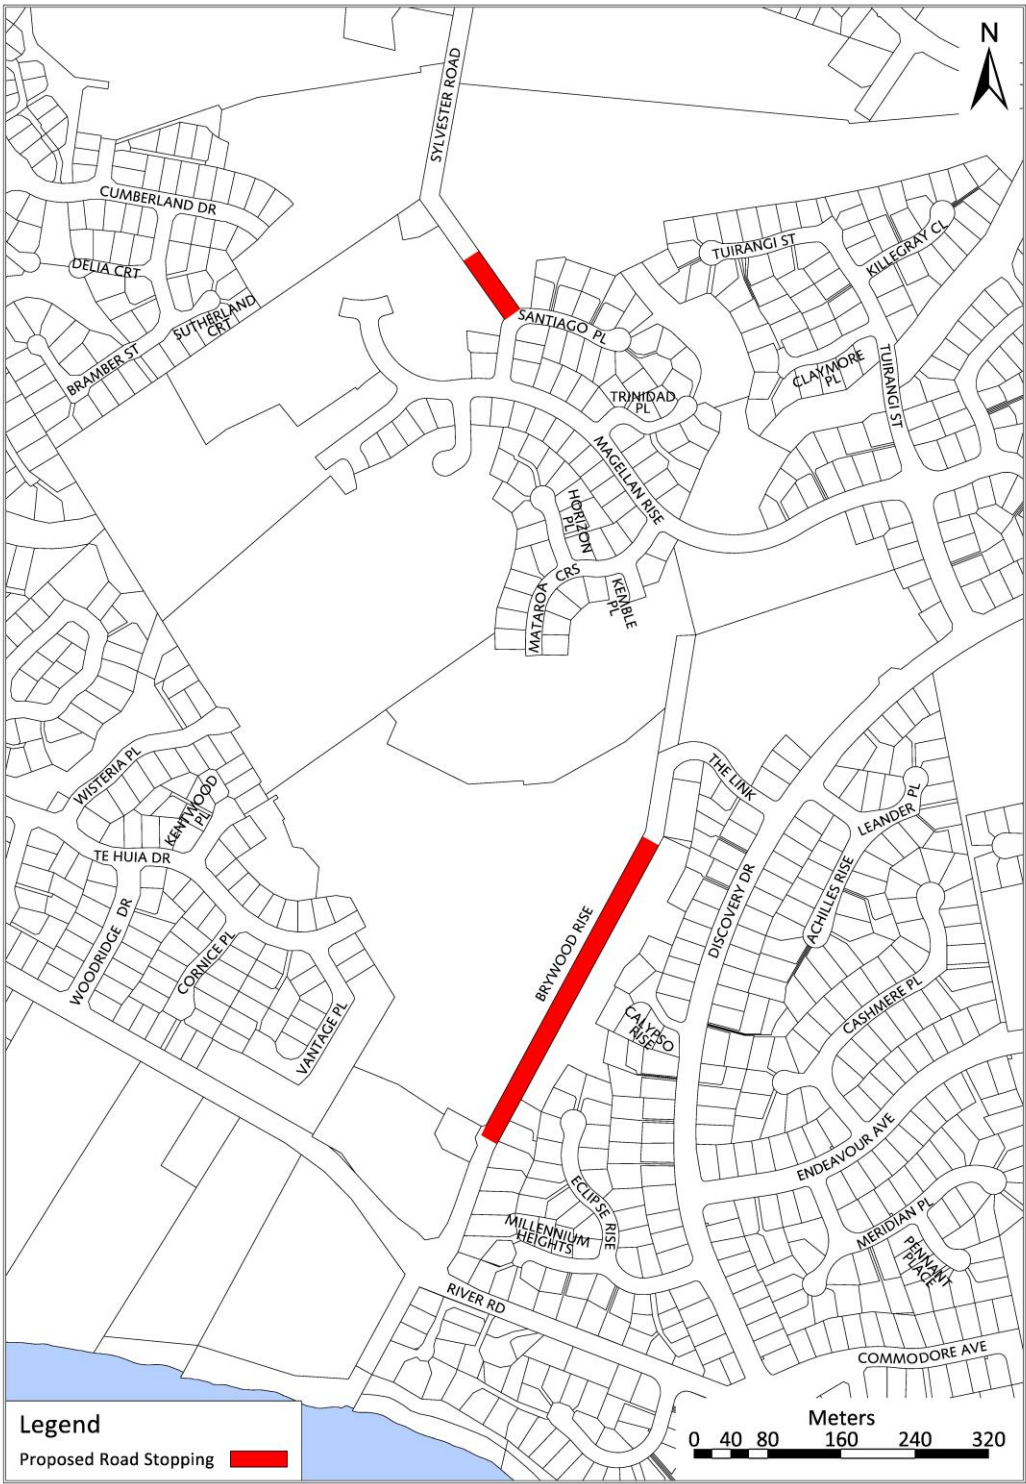 N
SYLVESTER ROAD
CUMBERLAND DR
DELIA CRT
SUTHERLAND
CRT
BRAMBER ST
TUIRANGI ST
KILLEGRAY CL
SANTIAGO PL
CLAYMORE
PL
TUIRANGI ST
TRINIDAD
PL
MAGELLAN RISE
HORIZON
PL
MATAROA CRS
KEMBLE
PL
WISTERIA PL
KENTWOOD
PL
TE HUIA DR
WOODRIDGE DR
CORNICE PL
VANTAGE PL
THE LINK
LEANDER PL
DISCOVERY DR
ACHILLES RISE
BRYWOOD RISE
CASHMERE PL
CALYPSO
RISE
ENDEAVOUR AVE
ECLIPSE RISE
MILLENNIUM
HEIGHTS
MERIDIAN PL
PENNANT
PLACE
RIVER RD
COMMODORE AVE
Legend
Proposed Road Stopping
Meters
0 40 80 160 240 320